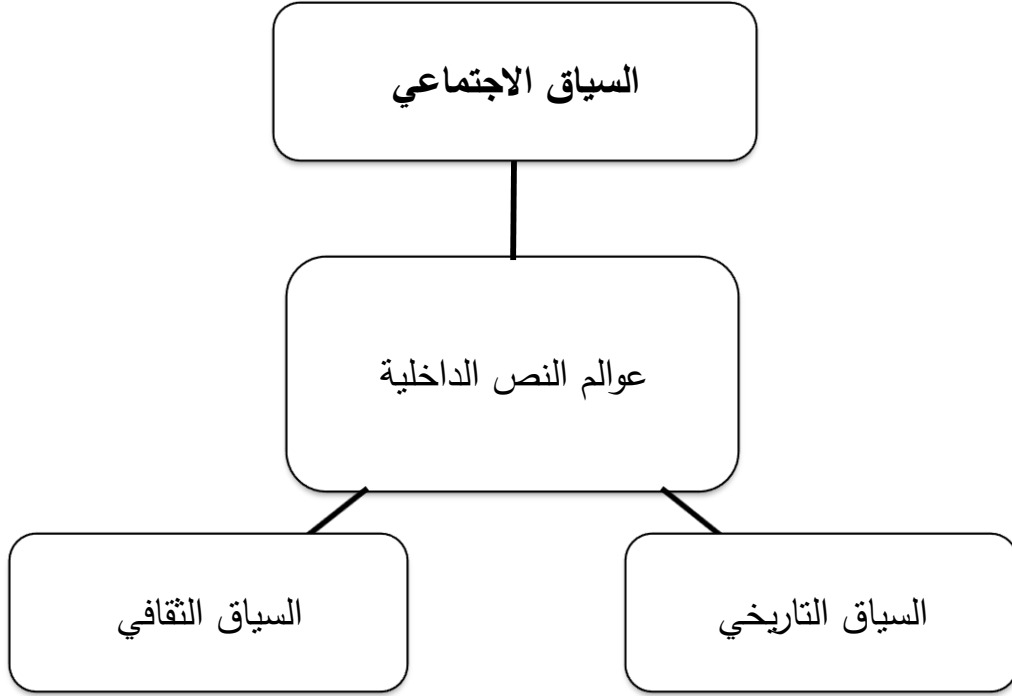 السياق الاجتماعي
عوالم النص الداخلية
السياق التاريخي
السياق الثقافي